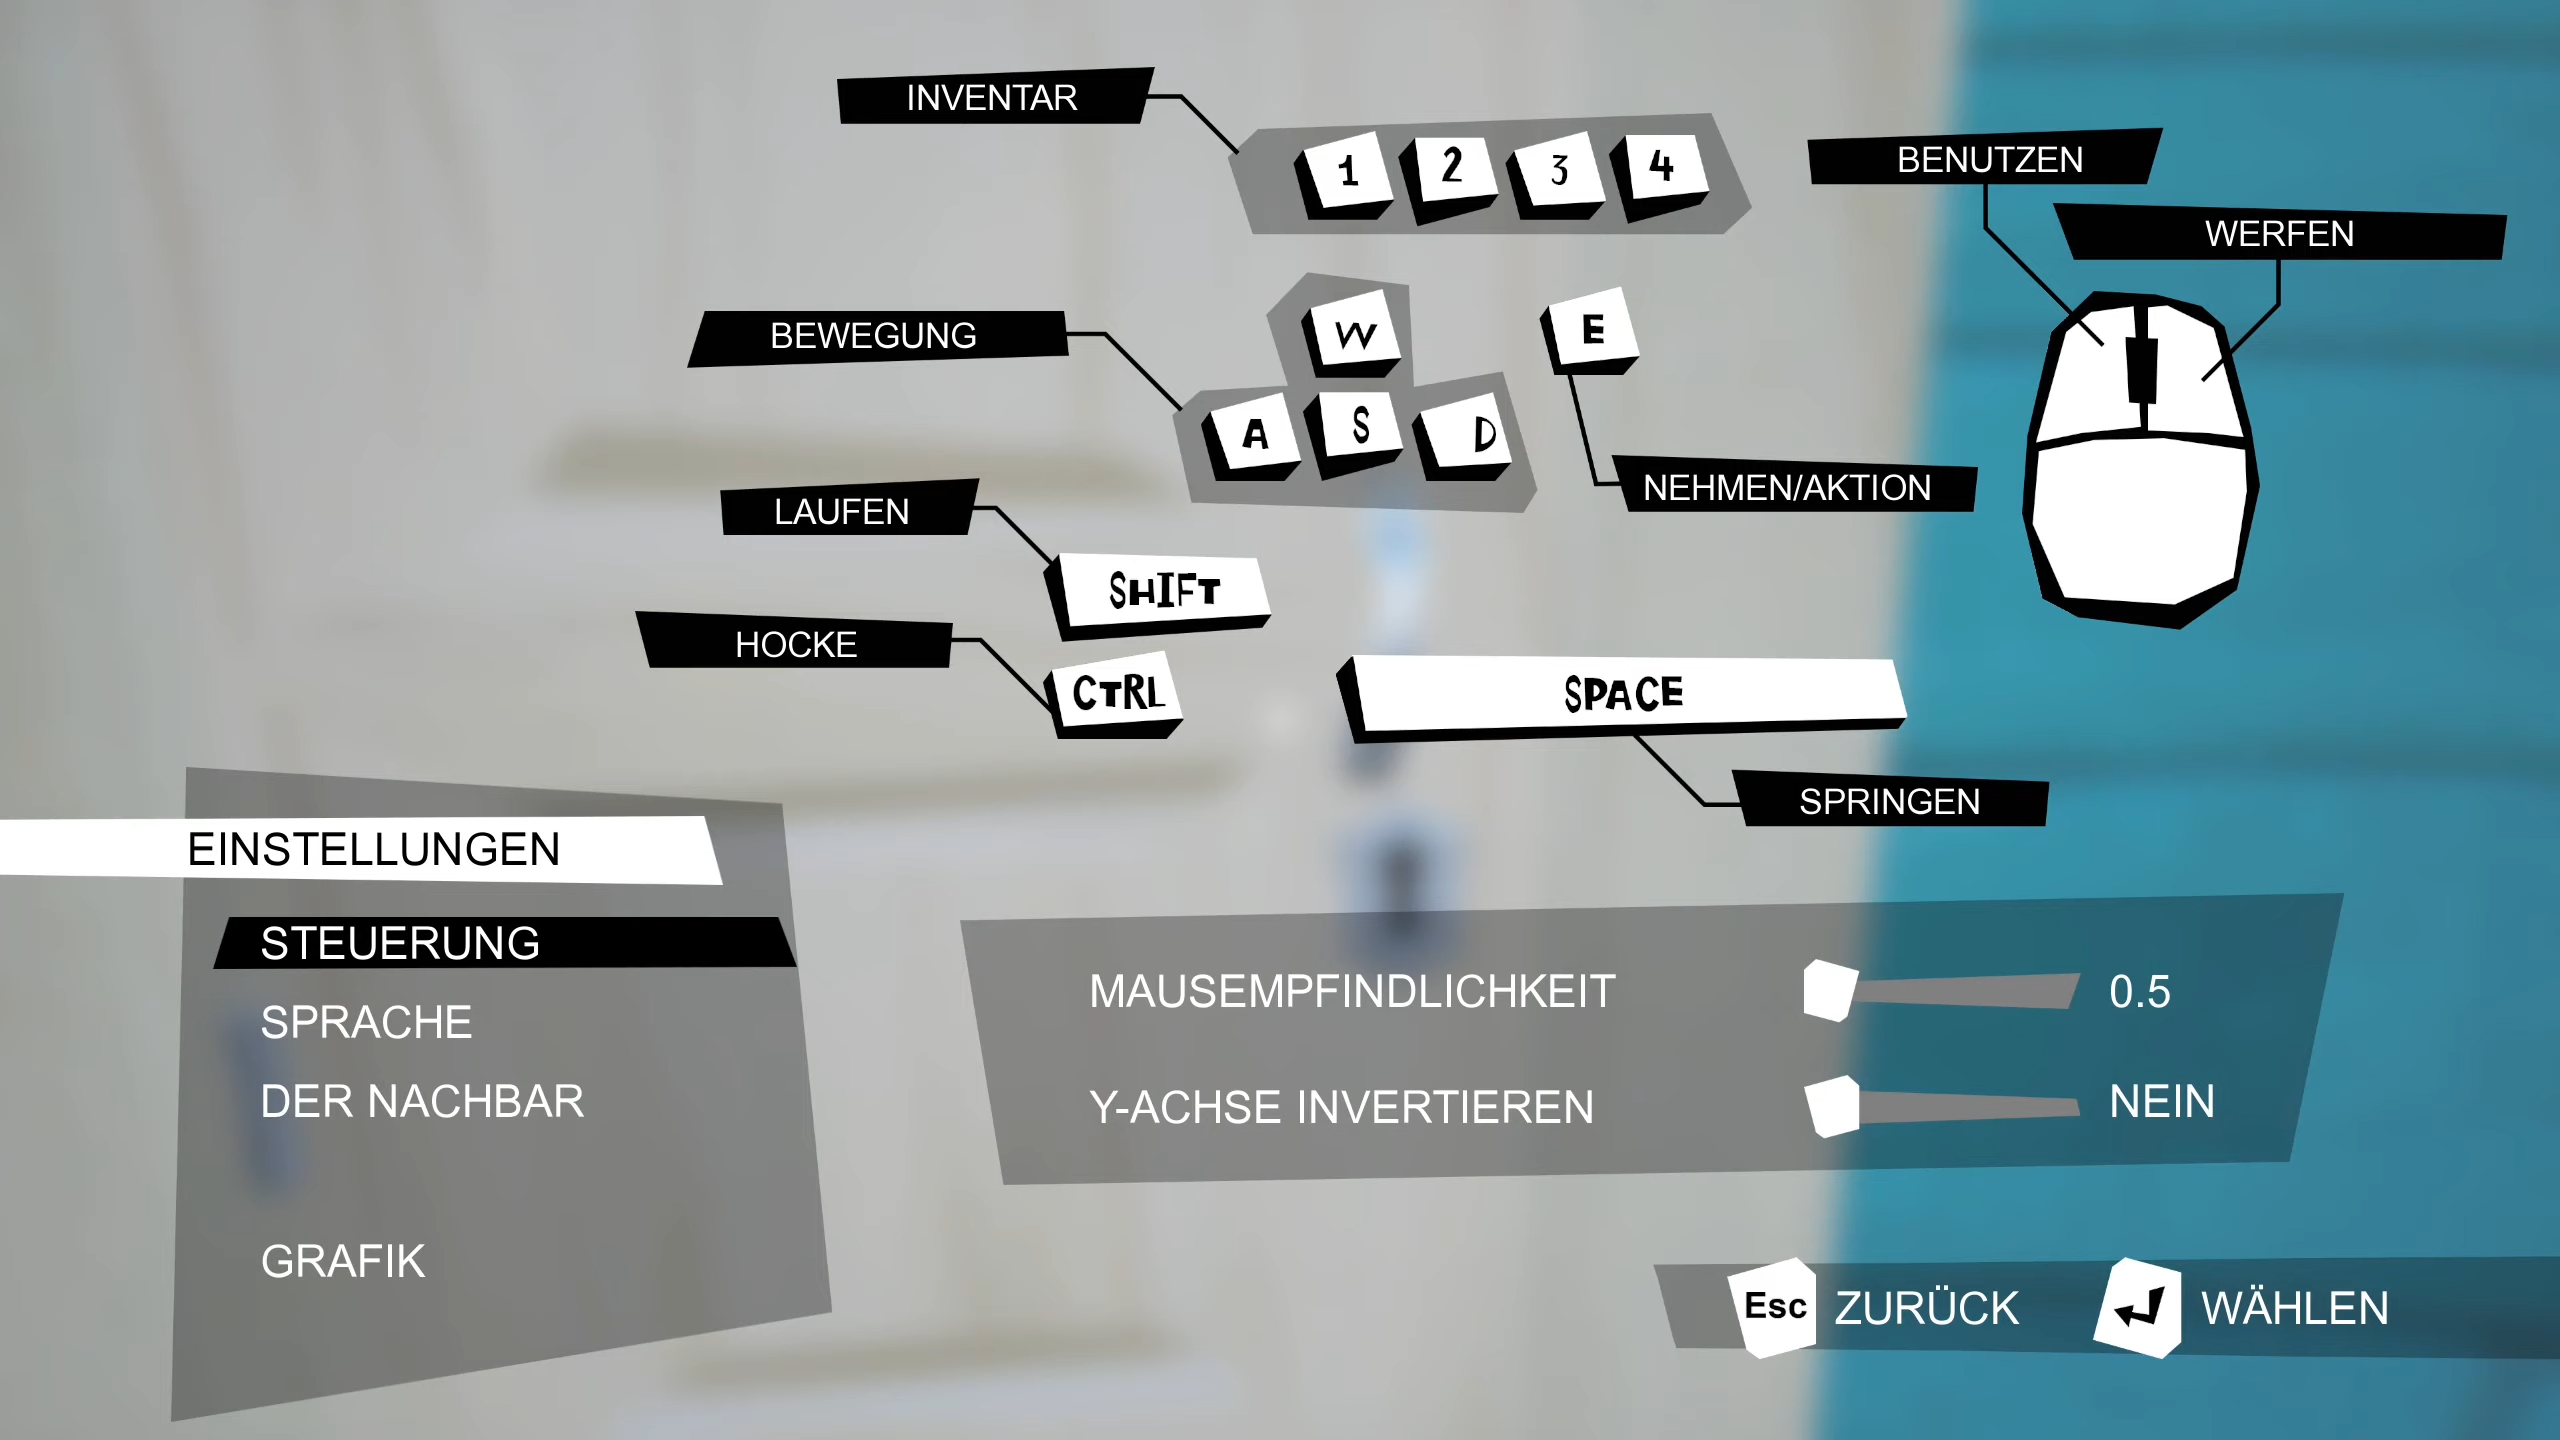 INVENTAR
1 2 3 4
BENUTZEN
WERFEN
BEWEGUNG
W
E
A S D
NEHMEN/AKTION
LAUFEN
SHIFT
HOCKE
CTRL
SPACE
SPRINGEN
EINSTELLUNGEN
STEUERUNG
SPRACHE
DER NACHBAR
GRAFIK
MAUSEMPFINDLICHKEIT 0.5
Y-ACHSE INVERTIEREN NEIN
Esc ZURÜCK WÄHLEN